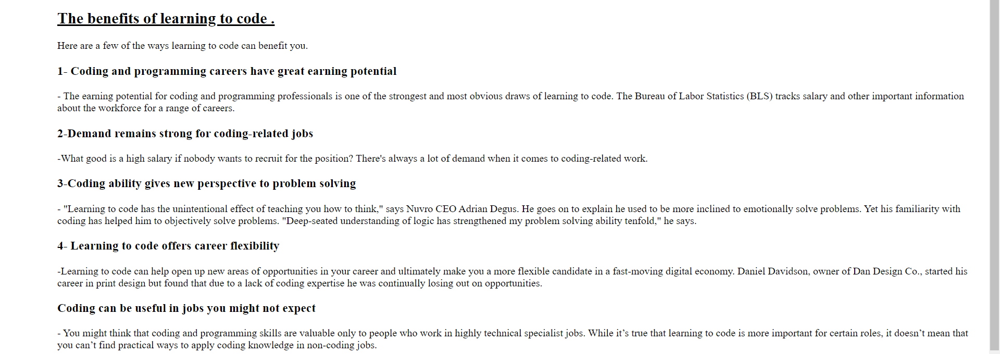 The benefits of learning to code .
Here are a few of the ways learning to code can benefit you.
1- Coding and programming careers have great earning potential
- The earning potential for coding and programming professionals is one of the strongest and most obvious draws of learning to code. The Bureau of Labor Statistics (BLS) tracks salary and other important information
about the workforce for a range of careers.
2-Demand remains strong for coding-related jobs
-What good is a high salary if nobody wants to recruit for the position? There's always a lot of demand when it comes to coding-related work.
3-Coding ability gives new perspective to problem solving
- "Learning to code has the unintentional effect of teaching you how to think," says Nuvro CEO Adrian Degus. He goes on to explain he used to be more inclined to emotionally solve problems. Yet his familiarity with
coding has helped him to objectively solve problems. "Deep-seated understanding of logic has strengthened my problem solving ability tenfold," he says.
4- Learning to code offers career flexibility
-Learning to code can help open up new areas of opportunities in your career and ultimately make you a more flexible candidate in a fast-moving digital economy. Daniel Davidson, owner of Dan Design Co., started his
career in print design but found that due to a lack of coding expertise he was continually losing out on opportunities.
Coding can be useful in jobs you might not expect
- You might think that coding and programming skills are valuable only to people who work in highly technical specialist jobs. While it’s true that learning to code is more important for certain roles, it doesn’t mean that
you can’t find practical ways to apply coding knowledge in non-coding jobs.